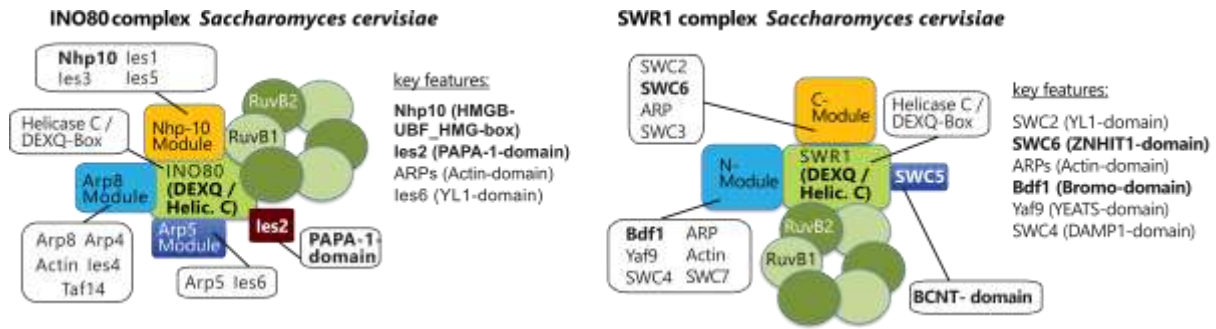 INO80 complex Saccharomyces cervisiae
Nhp10 Ies1
Ies3 Ies5
Helicase C /
DEXQ-Box
Nhp-10
Module
RuvB2
RuvB1
INO80
(DEXQ /
Helic. C)
Arp8
Module
Arp5
Module
Ies2
PAPA-1-
domain
Arp8 Arp4
Actin Ies4
Taf14
Arp5 Ies6
key features:
Nhp10 (HMGB-
UBF_HMG-box)
Ies2 (PAPA-1-domain)
ARPs (Actin-domain)
Ies6 (YL1-domain)
SWR1 complex Saccharomyces cervisiae
SWC2
SWC6
ARP
SWC3
C-
Module
Helicase C /
DEXQ-Box
N-
Module
SWR1
(DEXQ /
Helic. C)
SWC5
RuvB2
RuvB1
Bdf1 ARP
Yaf9 Actin
SWC4 SWC7
BCNT- domain
key features:
SWC2 (YL1-domain)
SWC6 (ZNHIT1-domain)
ARPs (Actin-domain)
Bdf1 (Bromo-domain)
Yaf9 (YEATS-domain)
SWC4 (DAMP1-domain)